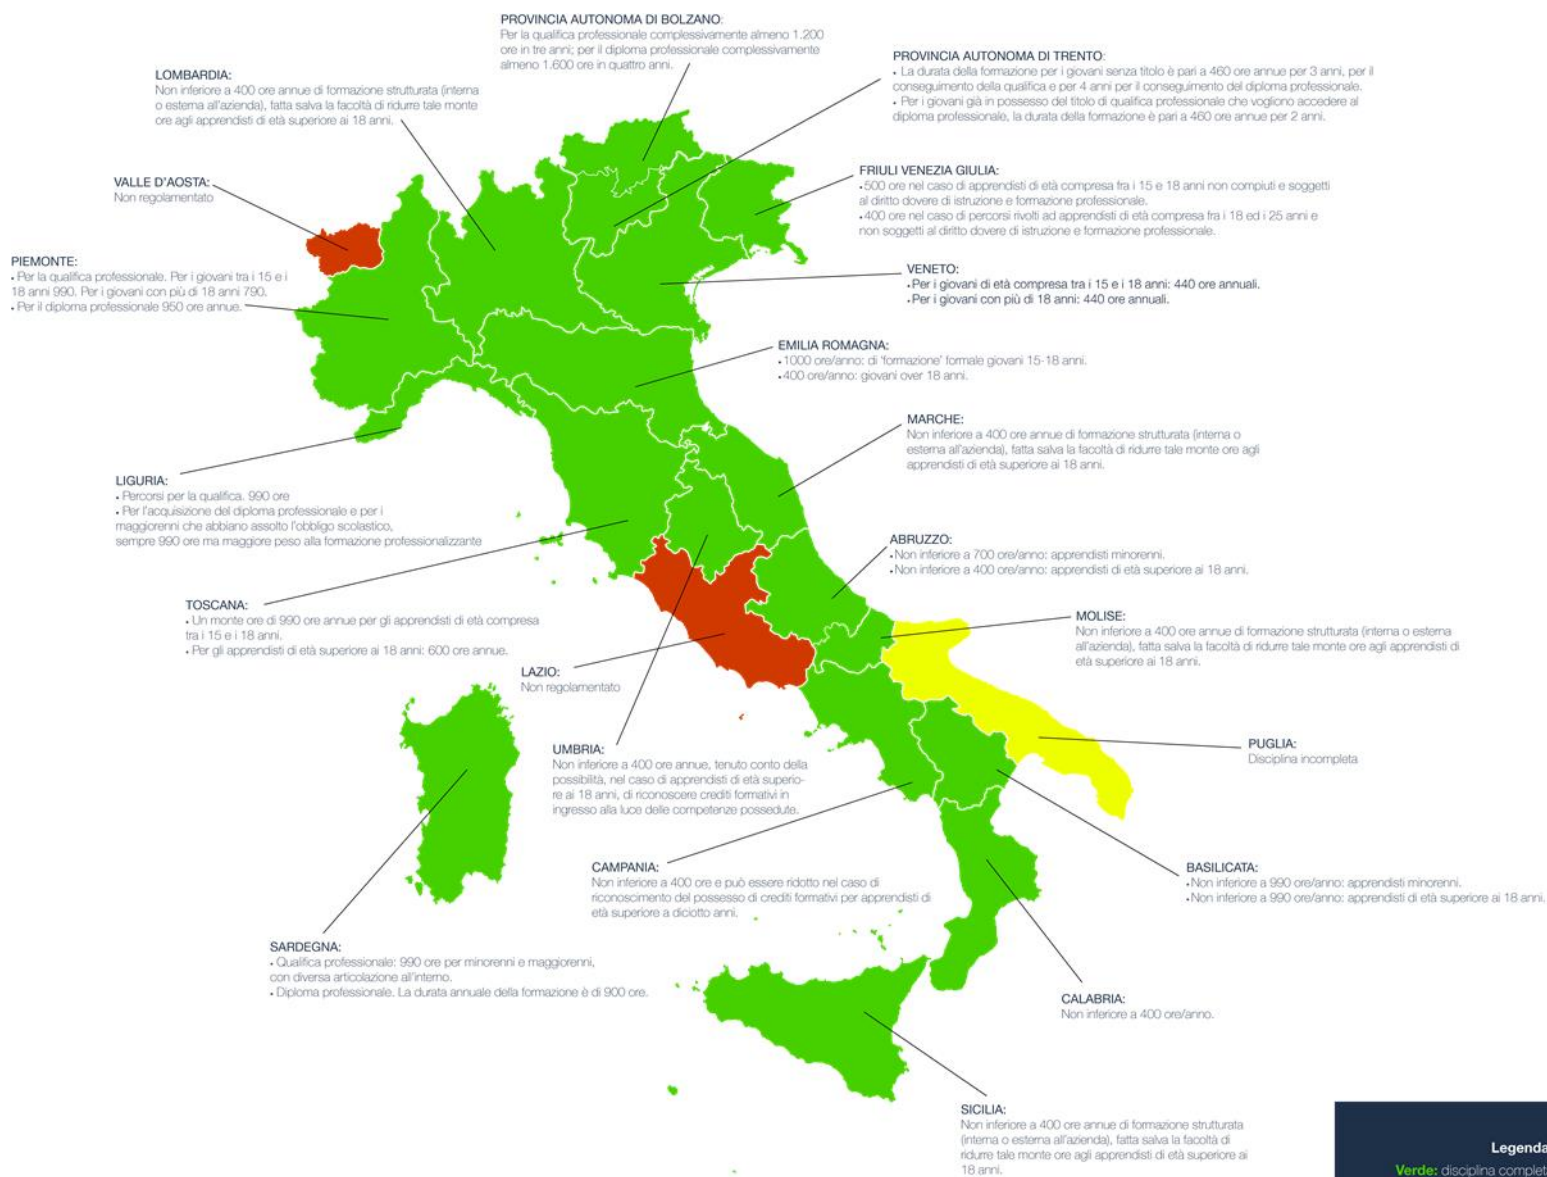 PROVINCIA AUTONOMA DI BOLZANO:
Per la qualifica professionale complessivamente almeno 1.200
ore in tre anni; per il diploma professionale complessivamente
almeno 1.600 ore in quattro anni.
PROVINCIA AUTONOMA DI TRENTO:
• La durata della formazione per i giovani senza titolo è pari a 460 ore annue per 3 anni, per il
conseguimento della qualifica e per 4 anni per il conseguimento del diploma professionale.
• Per i giovani già in possesso del titolo di qualifica professionale che vogliono accedere al
diploma professionale, la durata della formazione è pari a 460 ore annue per 2 anni.
LOMBARDIA:
Non inferiore a 400 ore annue di formazione strutturata (interna
o esterna all'azienda), fatta salva la facoltà di ridurre tale monte
ore agli apprendisti di età superiore ai 18 anni.
VALLE D'AOSTA:
Non regolamentato
FRIULI VENEZIA GIULIA:
• 500 ore nel caso di apprendisti di età compresa fra i 15 e 18 anni non compiuti e soggetti
al diritto dovere di istruzione e formazione professionale.
• 400 ore nel caso di percorsi rivolti ad apprendisti di età compresa fra i 18 ed i 25 anni e
non soggetti al diritto dovere di istruzione e formazione professionale.
PIEMONTE:
• Per la qualifica professionale. Per i giovani tra i 15 e i
18 anni 990. Per i giovani con più di 18 anni 790.
• Per il diploma professionale 950 ore annue.
VENETO:
• Per i giovani di età compresa tra i 15 e i 18 anni: 440 ore annuali.
• Per i giovani con più di 18 anni: 440 ore annuali.
EMILIA ROMAGNA:
• 1000 ore/anno: di 'formazione' formale giovani 15-18 anni.
• 400 ore/anno: giovani over 18 anni.
MARCHE:
Non inferiore a 400 ore annue di formazione strutturata (interna o
esterna all'azienda), fatta salva la facoltà di ridurre tale monte ore agli
apprendisti di età superiore ai 18 anni.
LIGURIA:
• Percorsi per la qualifica. 990 ore
• Per l'acquisizione del diploma professionale e per i
maggiorenni che abbiano assolto l'obbligo scolastico,
sempre 990 ore ma maggiore peso alla formazione professionalizzante
ABRUZZO:
• Non inferiore a 700 ore/anno: apprendisti minorenni.
• Non inferiore a 400 ore/anno: apprendisti di età superiore ai 18 anni.
TOSCANA:
• Un monte ore di 990 ore annue per gli apprendisti di età compresa
tra i 15 e i 18 anni.
• Per gli apprendisti di età superiore ai 18 anni: 600 ore annue.
MOLISE:
Non inferiore a 400 ore annue di formazione strutturata (interna o esterna
all'azienda), fatta salva la facoltà di ridurre tale monte ore agli apprendisti di
età superiore ai 18 anni.
LAZIO:
Non regolamentato
PUGLIA:
Disciplina incompleta
UMBRIA:
Non inferiore a 400 ore annue, tenuto conto della
possibilità, nel caso di apprendisti di età superio-
re ai 18 anni, di riconoscere crediti formativi in
ingresso alla luce delle competenze possedute.
CAMPANIA:
Non inferiore a 400 ore e può essere ridotto nel caso di
riconoscimento del possesso di crediti formativi per apprendisti di
età superiore a diciotto anni.
BASILICATA:
• Non inferiore a 990 ore/anno: apprendisti minorenni.
• Non inferiore a 990 ore/anno: apprendisti di età superiore ai 18 anni.
SARDEGNA:
• Qualifica professionale: 990 ore per minorenni e maggiorenni,
con diversa articolazione all'interno.
• Diploma professionale. La durata annuale della formazione è di 900 ore.
CALABRIA:
Non inferiore a 400 ore/anno.
SICILIA:
Non inferiore a 400 ore annue di formazione strutturata
(interna o esterna all'azienda), fatta salva la facoltà di
ridurre tale monte ore agli apprendisti di età superiore ai
18 anni.
Legenda
Verde: disciplina completa